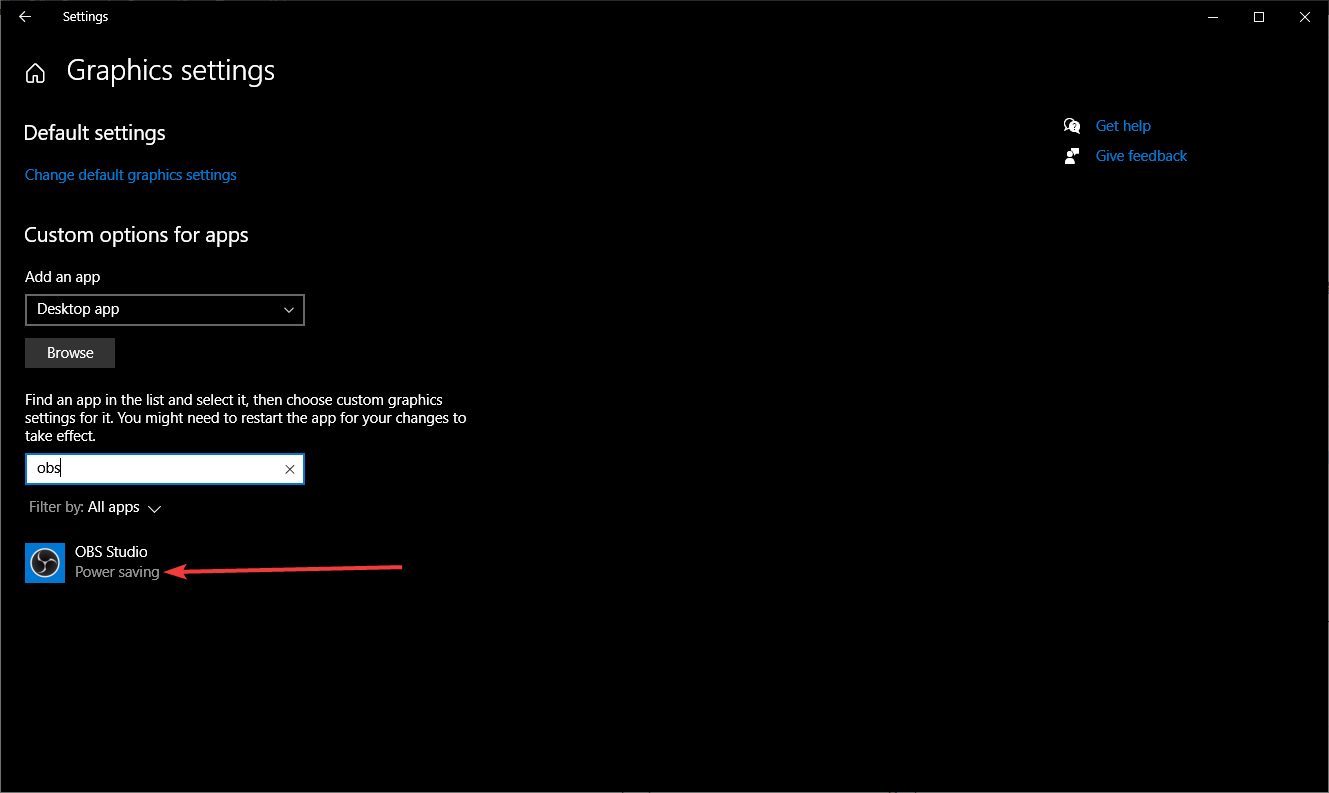 Settings
Graphics settings
Default settings
Change default graphics settings
Custom options for apps
Add an app
Desktop app
Browse
Find an app in the list and select it, then choose custom graphics
settings for it. You might need to restart the app for your changes to
take effect.
obs
Filter by: All apps
OBS Studio
Power saving
Get help
Give feedback